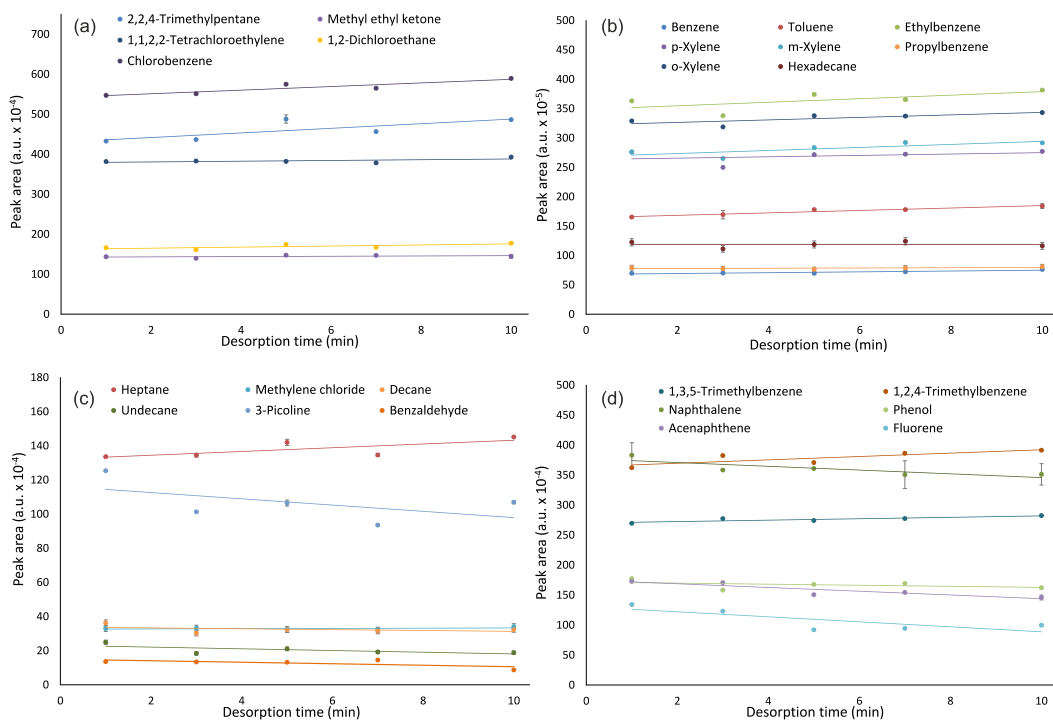 (a)
2,2,4-Trimethylpentane
Methyl ethyl ketone
1,1,2,2-Tetrachloroethylene
1,2-Dichloroethane
Chlorobenzene
Peak area (a.u. x 10⁻⁴)
700
600
500
400
300
200
100
0
0 2 4 6 8 10
Desorption time (min)
(b)
Benzene
Toluene
Ethylbenzene
p-Xylene
m-Xylene
Propylbenzene
o-Xylene
Hexadecane
Peak area (a.u. x 10⁻⁵)
500
450
400
350
300
250
200
150
100
50
0
0 2 4 6 8 10
Desorption time (min)
(c)
Heptane
Methylene chloride
Decane
Undecane
3-Picoline
Benzaldehyde
Peak area (a.u. x 10⁻⁴)
180
160
140
120
100
80
60
40
20
0
0 2 4 6 8 10
Desorption time (min)
(d)
1,3,5-Trimethylbenzene
1,2,4-Trimethylbenzene
Naphthalene
Phenol
Acenaphthene
Fluorene
Peak area (a.u. x 10⁻⁴)
500
450
400
350
300
250
200
150
100
50
0
0 2 4 6 8 10
Desorption time (min)